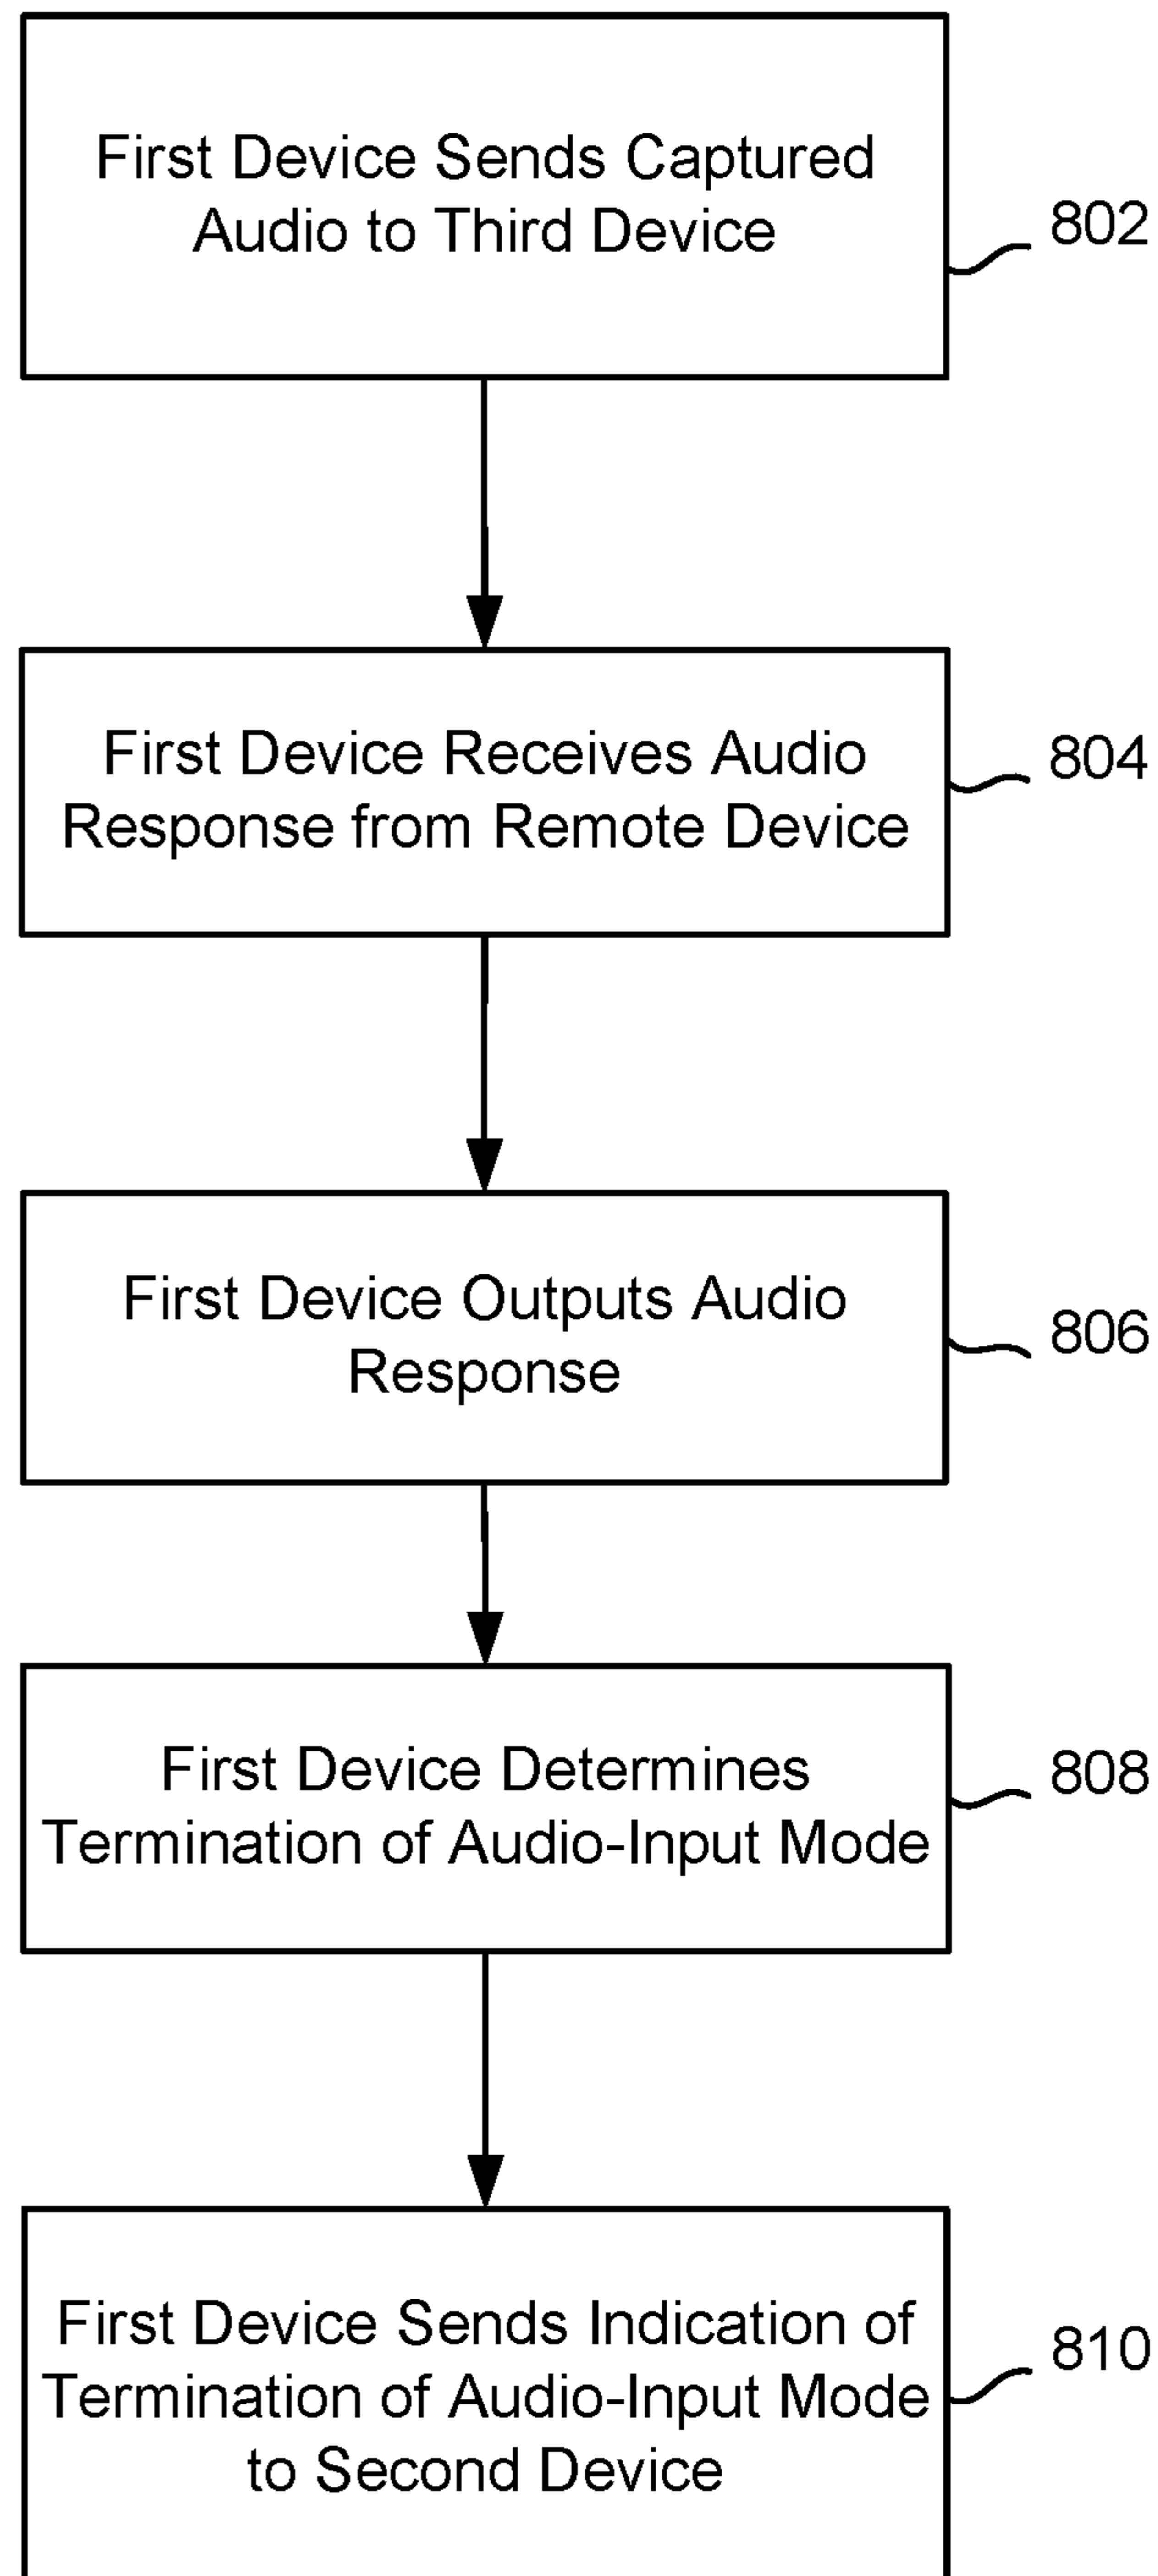 First Device Sends Captured
Audio to Third Device
802
First Device Receives Audio
Response from Remote Device
804
First Device Outputs Audio
Response
806
First Device Determines
Termination of Audio-Input Mode
808
First Device Sends Indication of
Termination of Audio-Input Mode
to Second Device
810